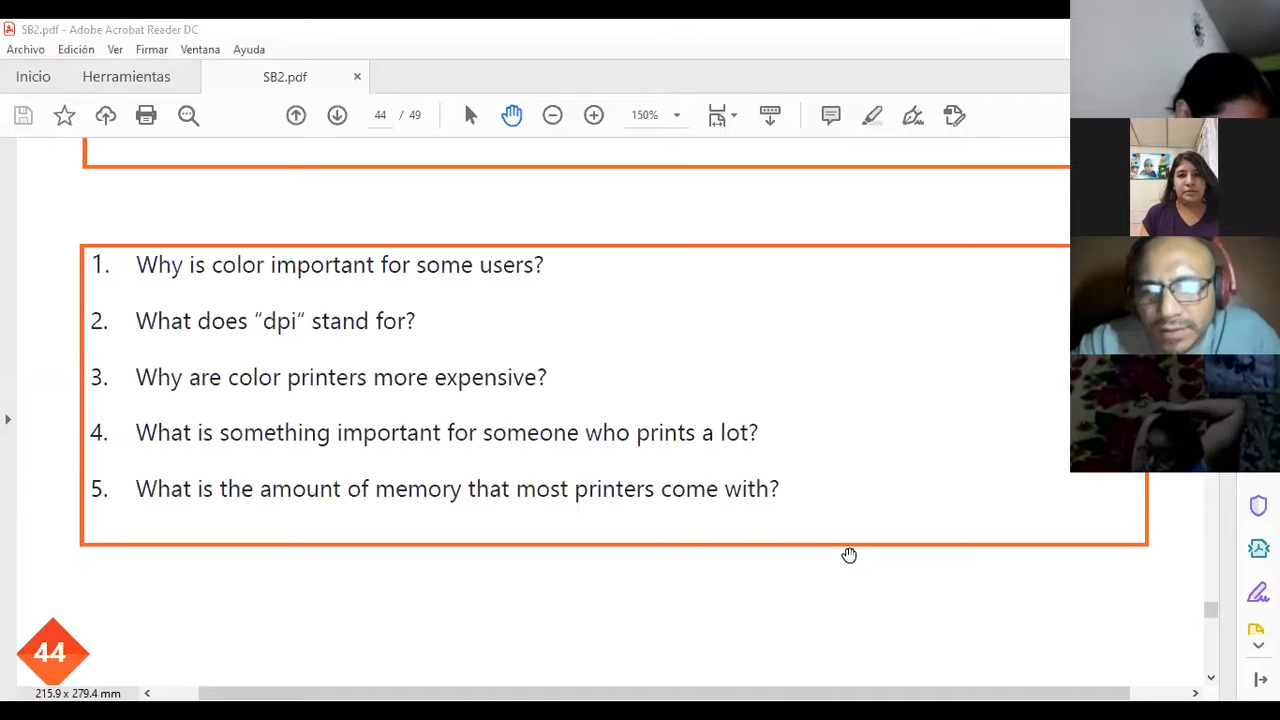 SB2.pdf - Adobe Acrobat Reader DC
Archivo Edición Ver Firmar Ventana Ayuda
Inicio Herramientas SB2.pdf ×
44 / 49 150%
1. Why is color important for some users?
2. What does “dpi“ stand for?
3. Why are color printers more expensive?
4. What is something important for someone who prints a lot?
5. What is the amount of memory that most printers come with?
44
215.9 x 279.4 mm